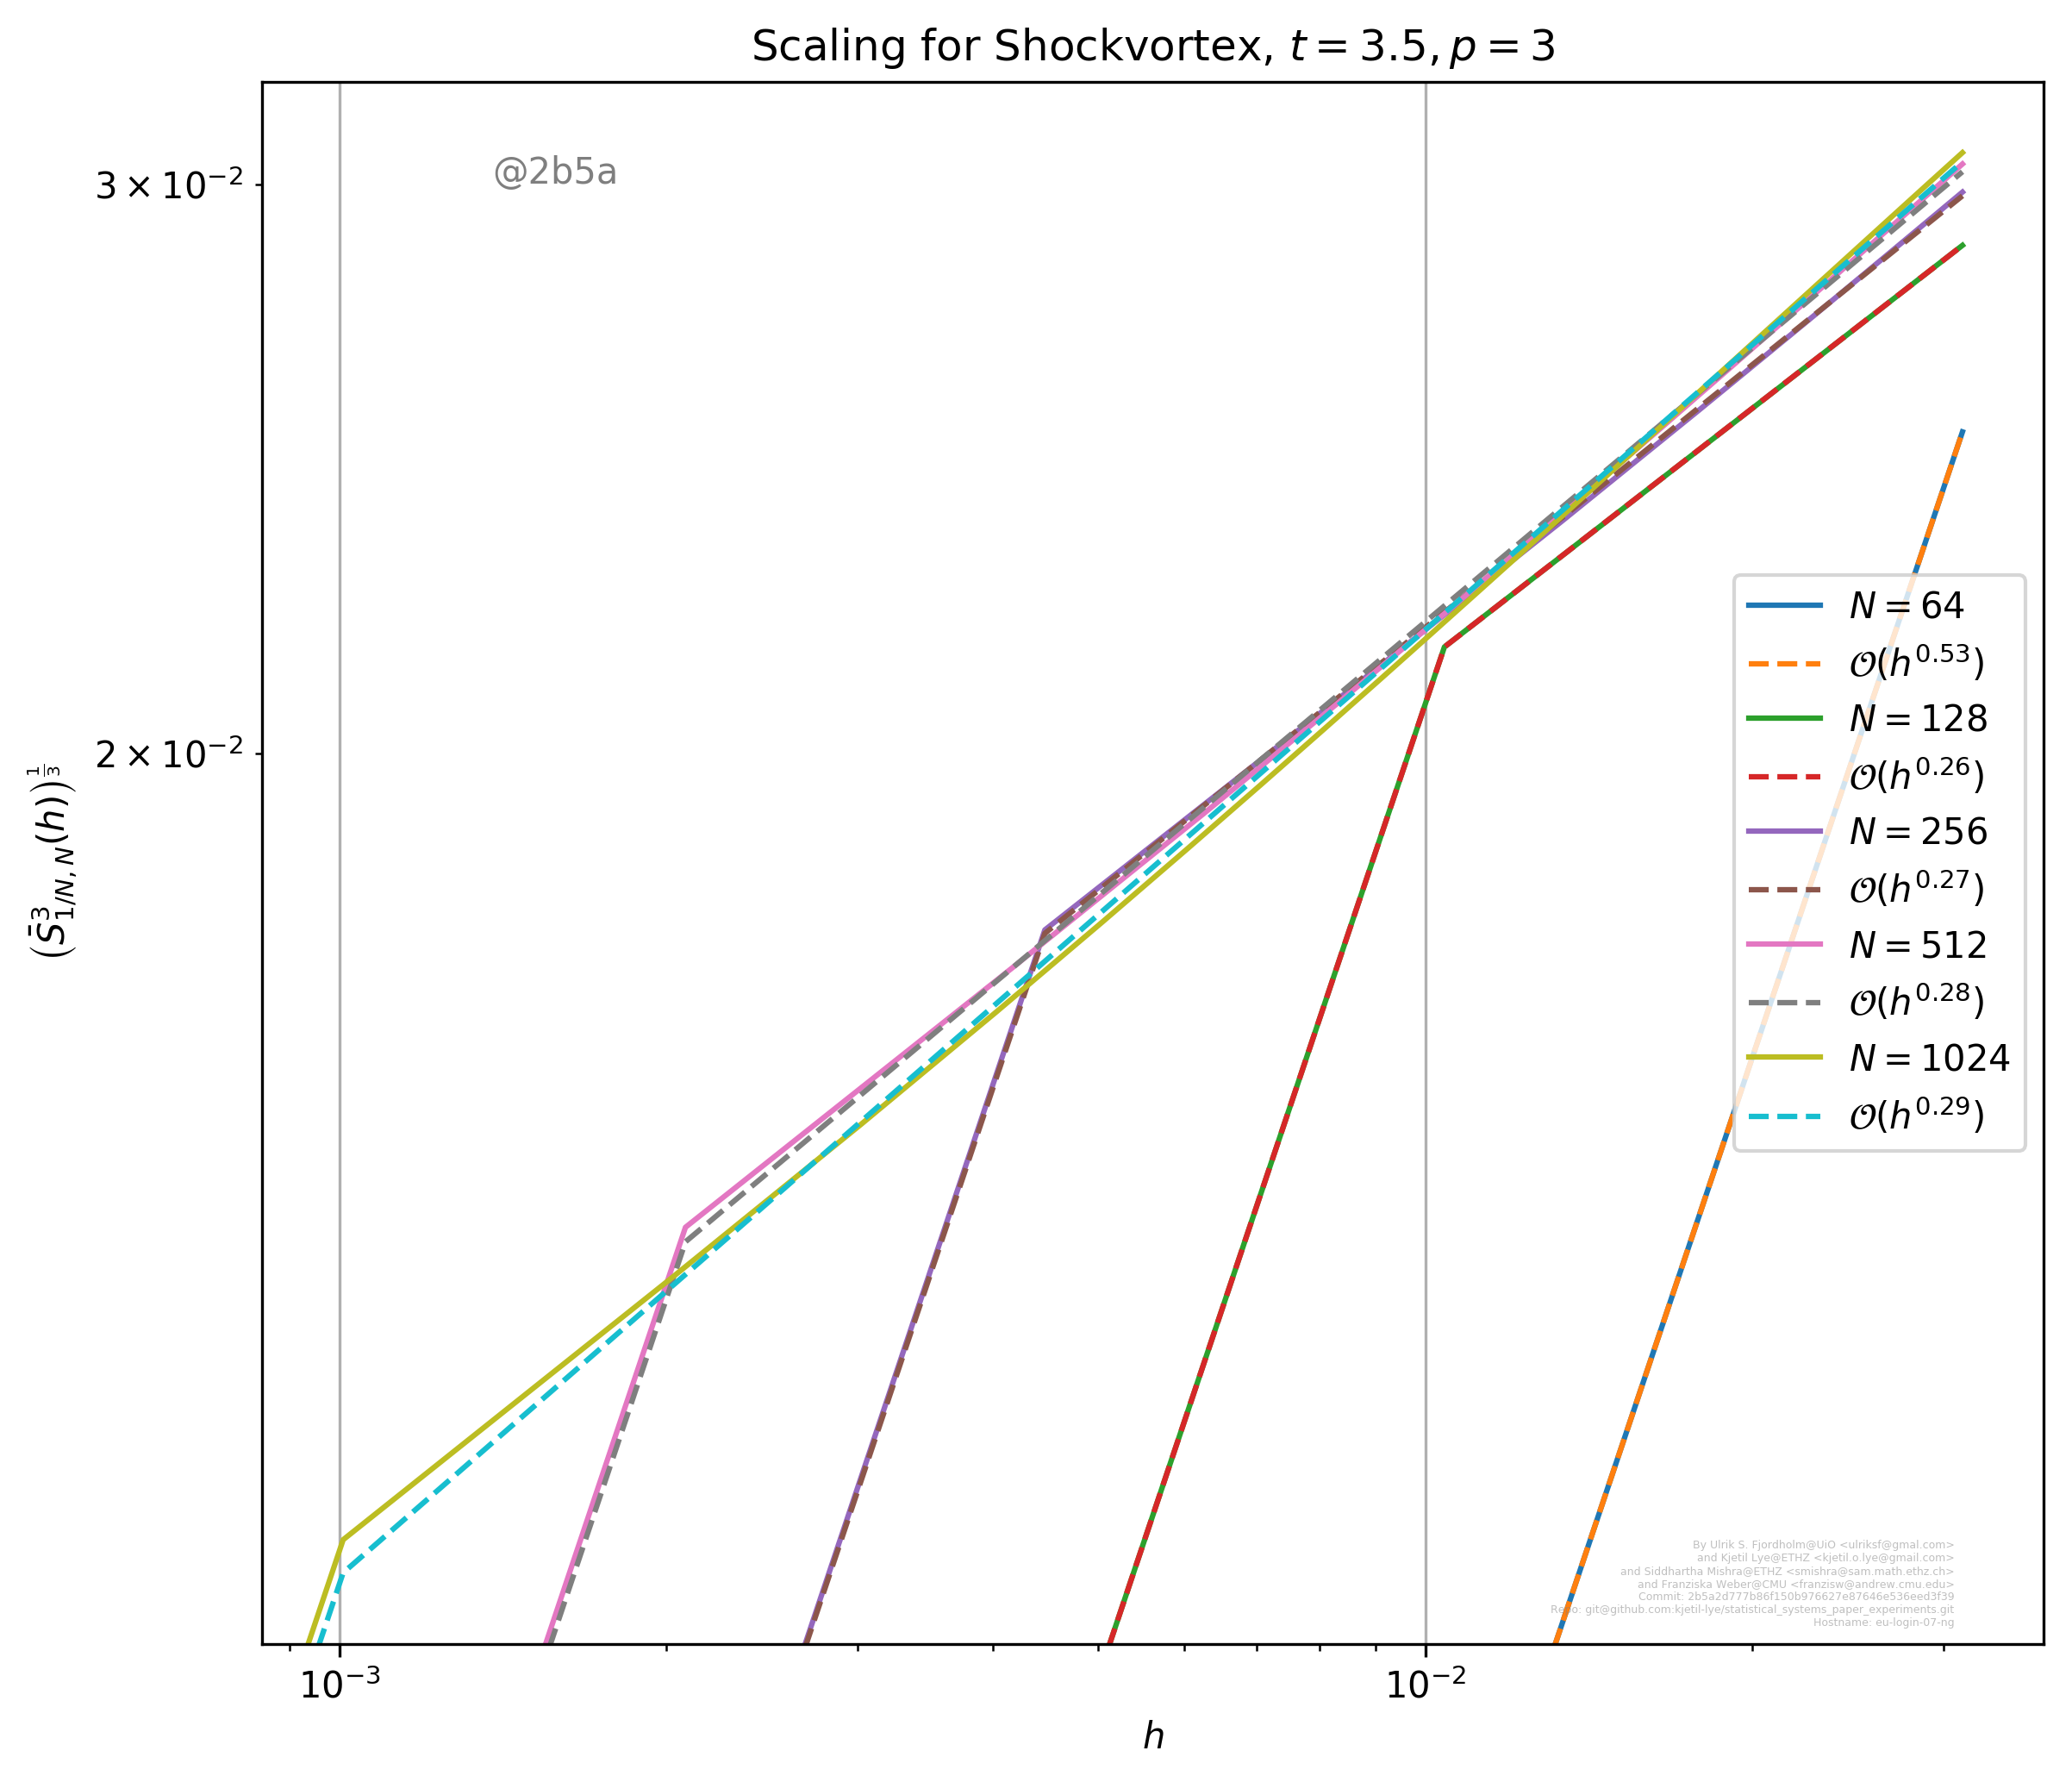 Scaling for Shockvortex, t = 3.5, p = 3
@2b5a
3 × 10⁻²
2 × 10⁻²
(S̄³₁/N,N(h))^(1/3)
N = 64
𝒪(h^0.53)
N = 128
𝒪(h^0.26)
N = 256
𝒪(h^0.27)
N = 512
𝒪(h^0.28)
N = 1024
𝒪(h^0.29)
By Ulrik S. Fjordholm@UiO <ulriksf@gmal.com>
and Kjetil Lye@ETHZ <kjetil.o.lye@gmail.com>
and Siddhartha Mishra@ETHZ <smishra@sam.math.ethz.ch>
and Franziska Weber@CMU <franzisw@andrew.cmu.edu>
Commit: 2b5a2d777b86f150b976627e87646e536eed3f39
Repo: git@github.com:kjetil-lye/statistical_systems_paper_experiments.git
Hostname: eu-login-07-ng
10⁻³
10⁻²
h